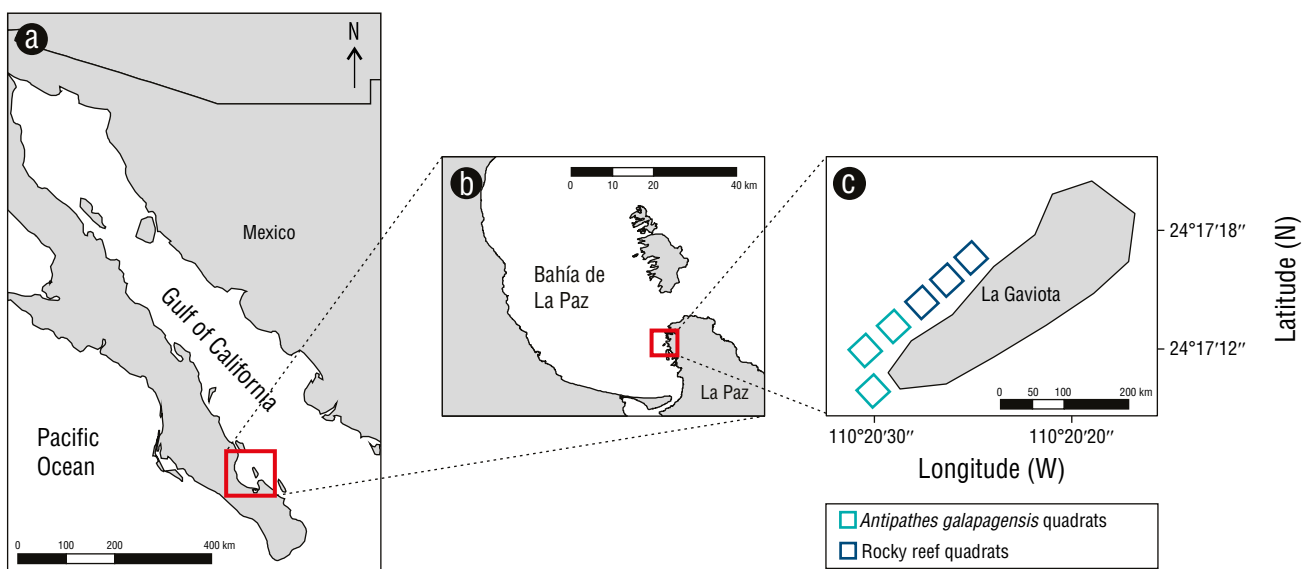 a
N
Mexico
Gulf of California
Pacific
Ocean
0 100 200 400 km
b
0 10 20 40 km
Bahía de
La Paz
La Paz
c
La Gaviota
0 50 100 200 km
24°17′18″
24°17′12″
Latitude (N)
110°20′30″ 110°20′20″
Longitude (W)
Antipathes galapagensis quadrats
Rocky reef quadrats